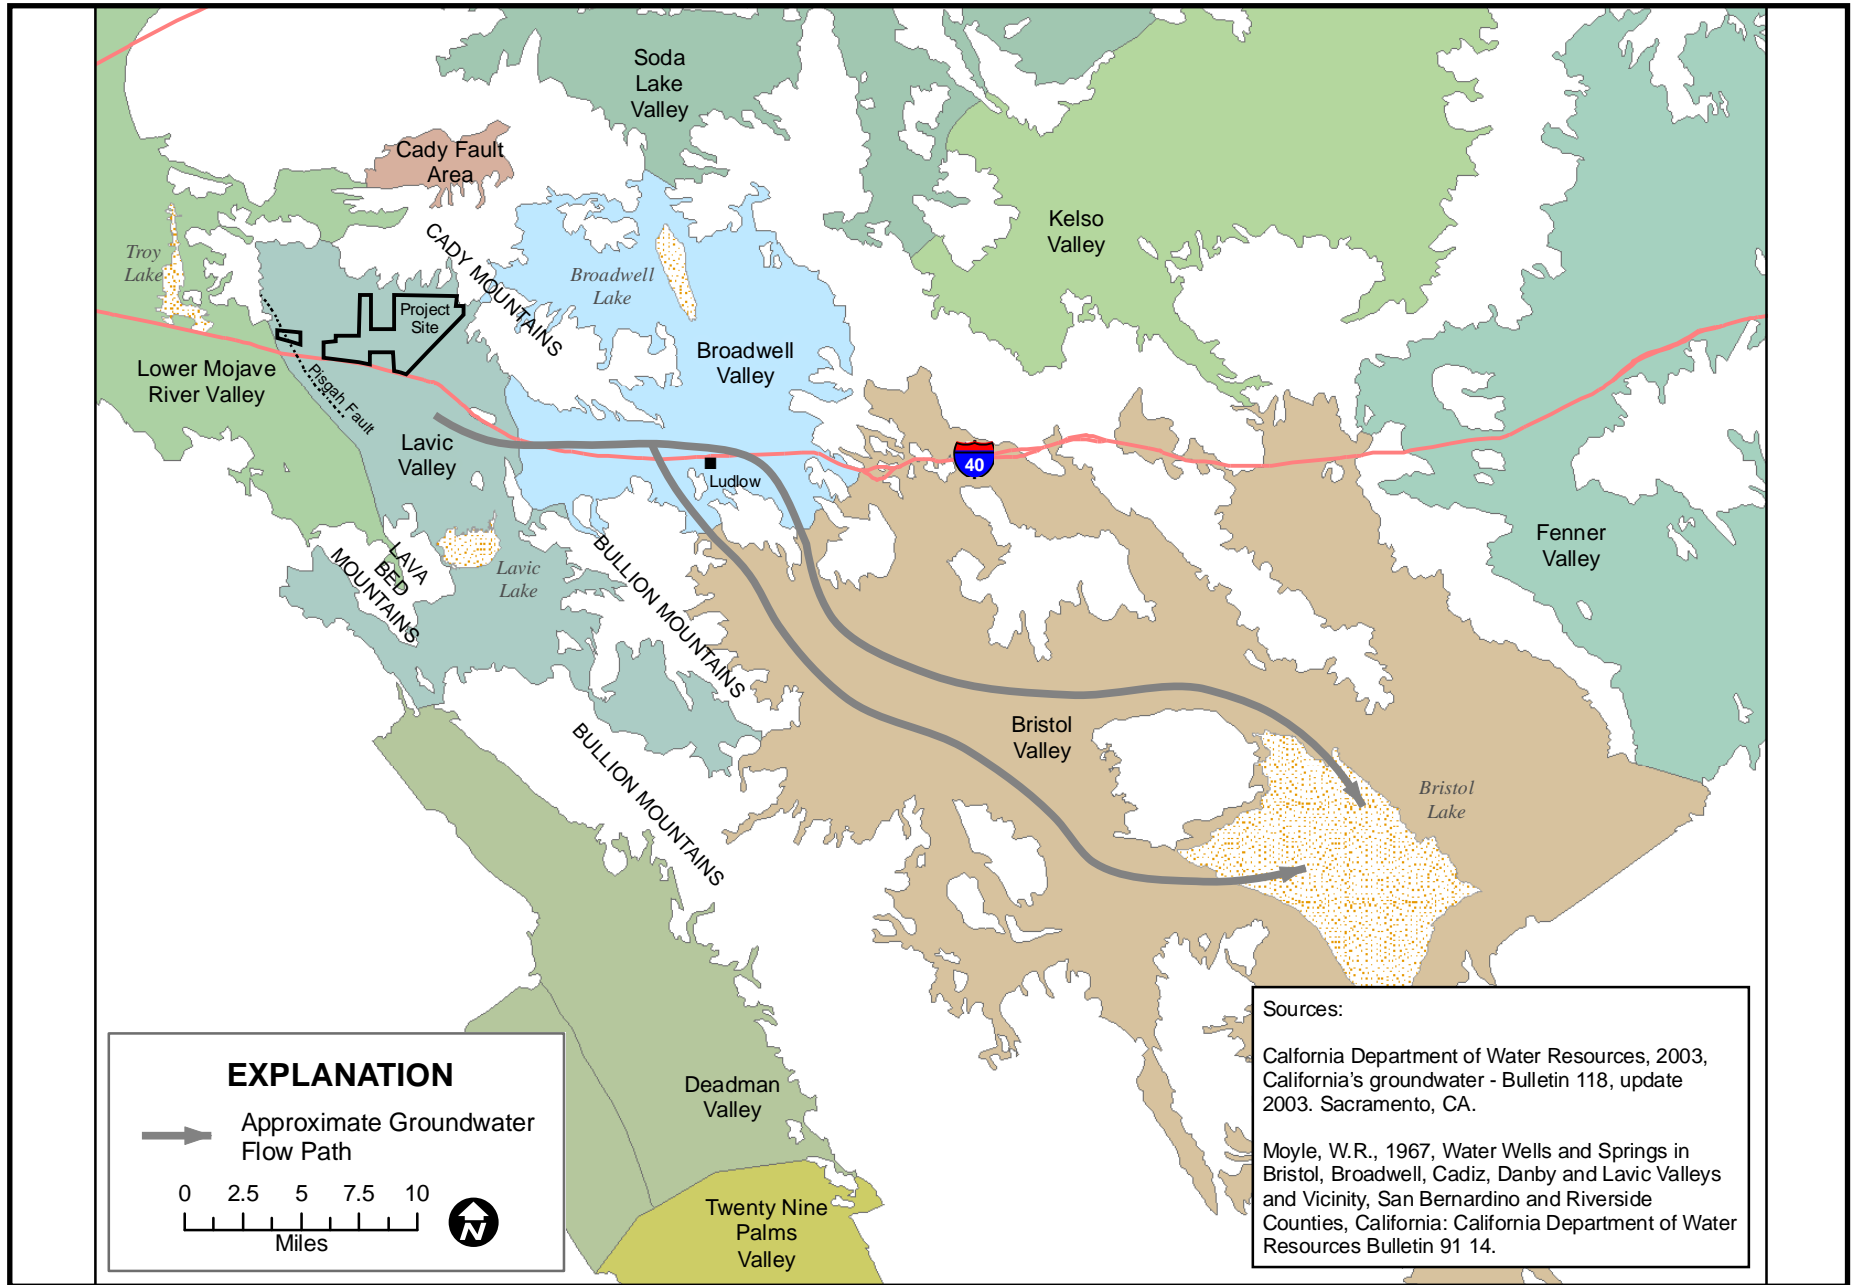 Soda
Lake
Valley
Cady Fault
Area
Kelso
Valley
Troy
Lake
CADY MOUNTAINS
Broadwell
Lake
Project
Site
Broadwell
Valley
Lower Mojave
River Valley
Pisgah Fault
Lavic
Valley
Ludlow
40
Fenner
Valley
LAVA
BED
MOUNTAINS
Lavic
Lake
BULLION MOUNTAINS
Bristol
Valley
BULLION MOUNTAINS
Bristol
Lake
Deadman
Valley
Twenty Nine
Palms
Valley
EXPLANATION
Approximate Groundwater
Flow Path
0 2.5 5 7.5 10
Miles
N
Sources:
Calfornia Department of Water Resources, 2003,
California's groundwater - Bulletin 118, update
2003. Sacramento, CA.
Moyle, W.R., 1967, Water Wells and Springs in
Bristol, Broadwell, Cadiz, Danby and Lavic Valleys
and Vicinity, San Bernardino and Riverside
Counties, California: California Department of Water
Resources Bulletin 91 14.